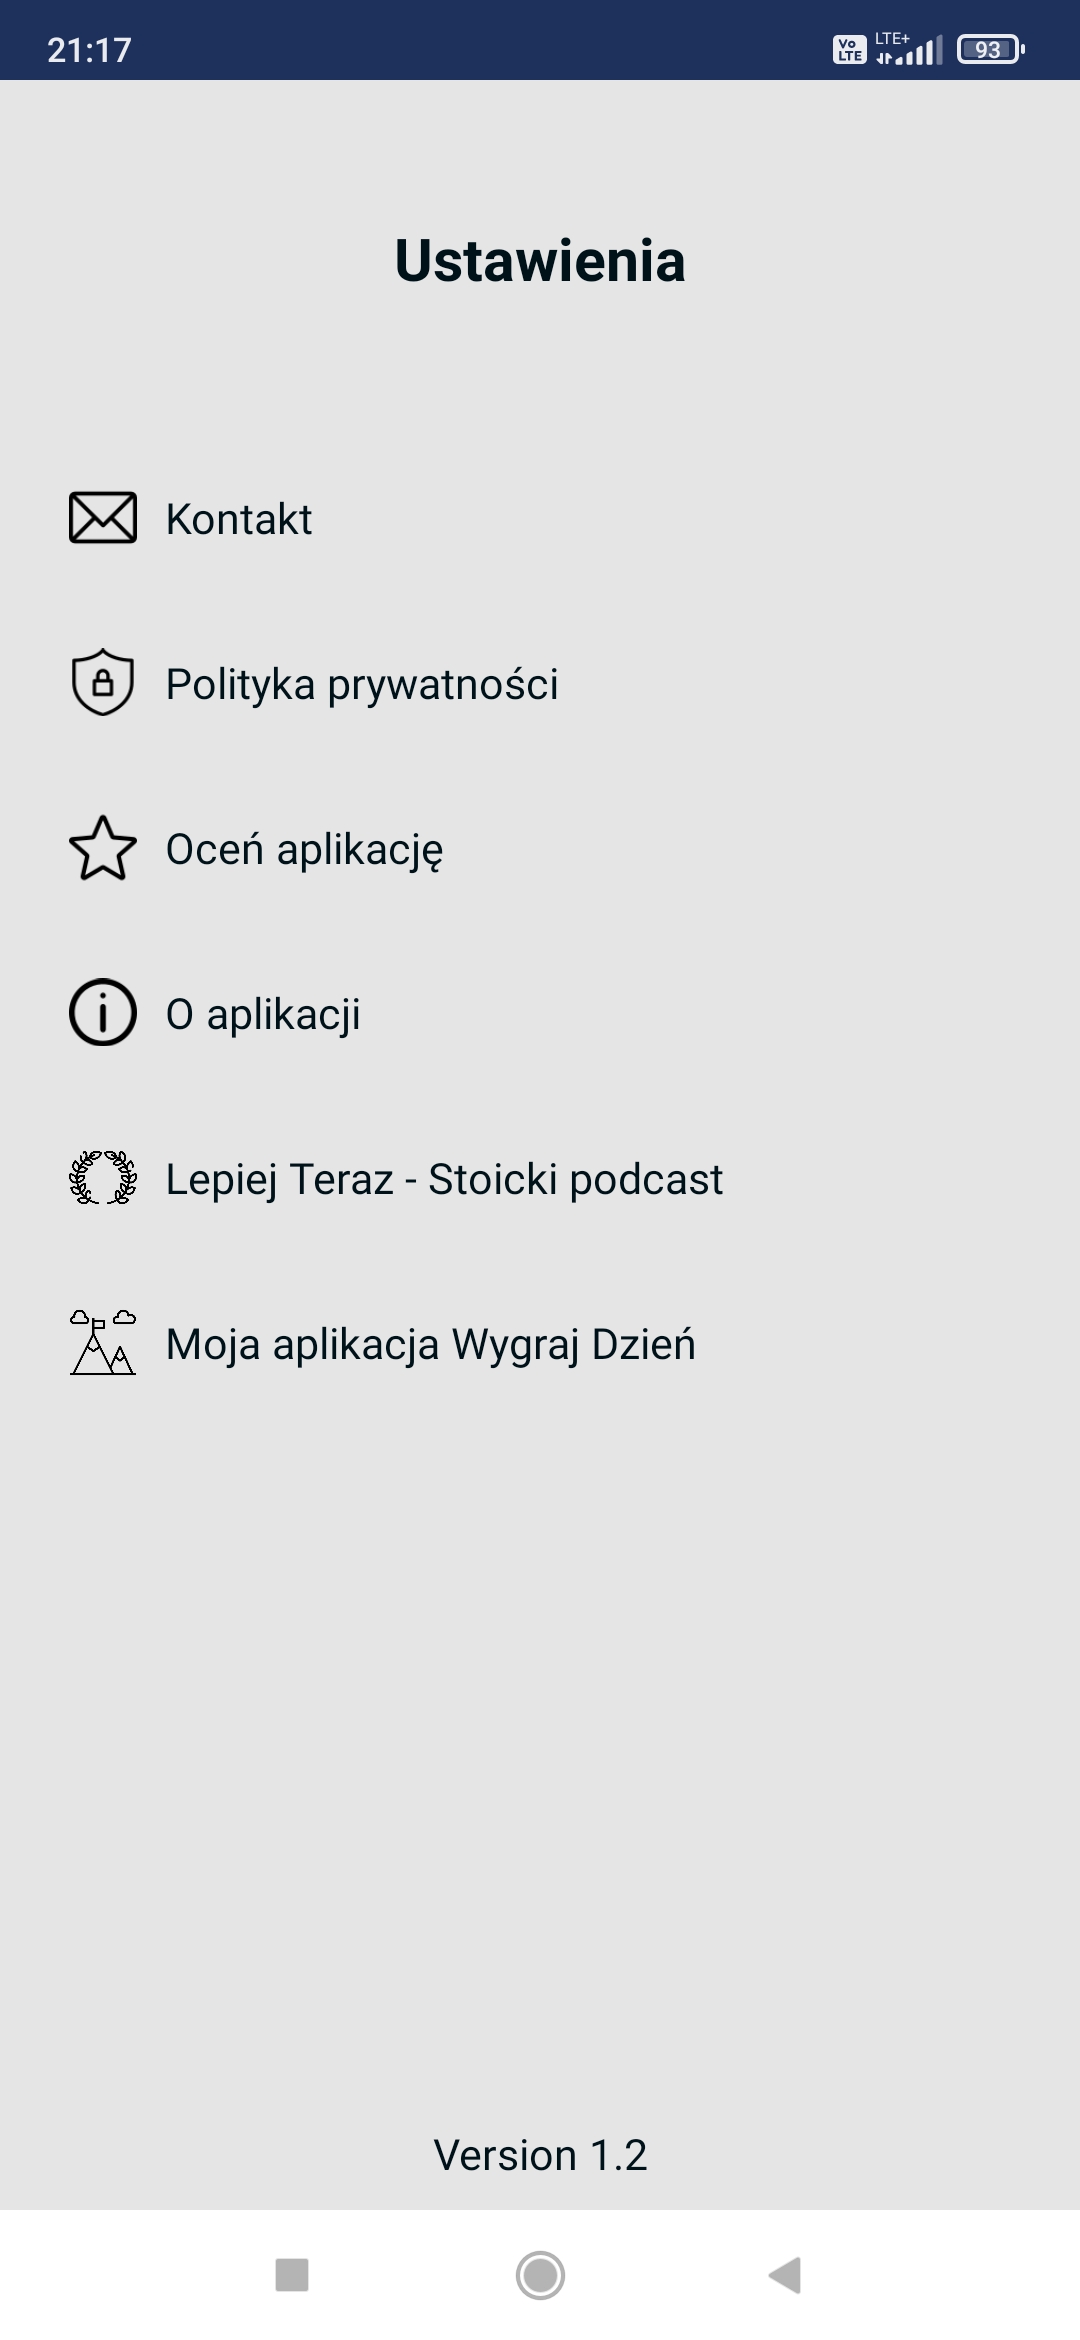 21:17
Vo LTE
LTE+
93
Ustawienia
Kontakt
Polityka prywatności
Oceń aplikację
O aplikacji
Lepiej Teraz - Stoicki podcast
Moja aplikacja Wygraj Dzień
Version 1.2